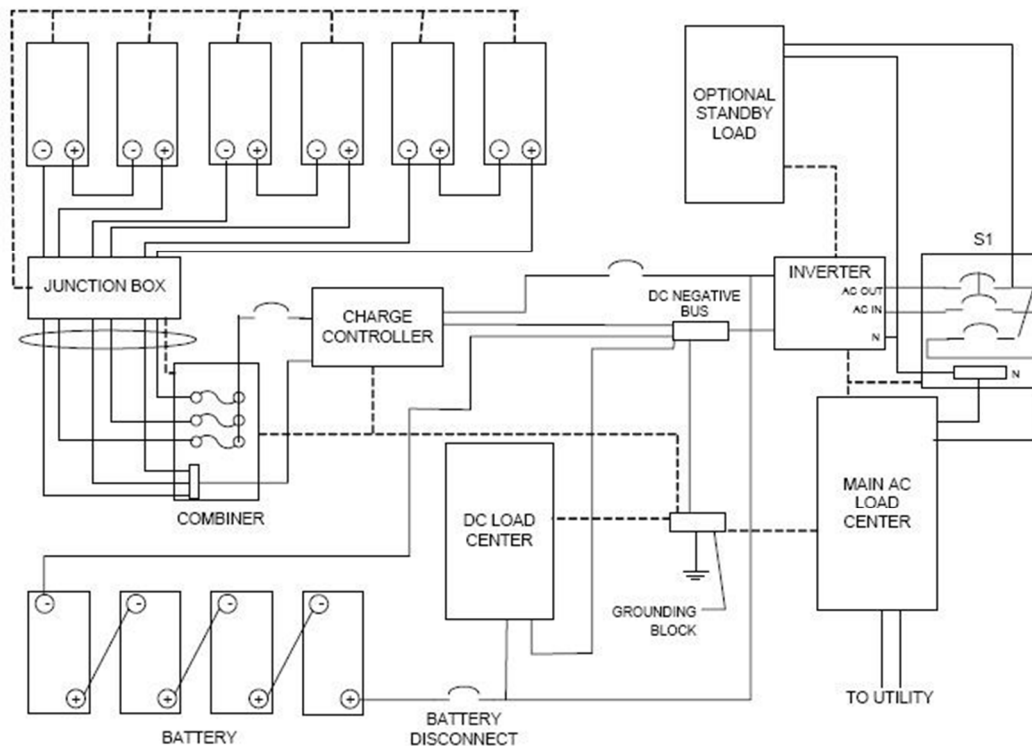 OPTIONAL
STANDBY
LOAD
- + - + - + - + - + - +
S1
JUNCTION BOX
CHARGE
CONTROLLER
DC NEGATIVE
BUS
INVERTER
AC OUT
AC IN
N
N
COMBINER
DC LOAD
CENTER
MAIN AC
LOAD
CENTER
GROUNDING
BLOCK
- - - -
+ + + +
BATTERY
BATTERY
DISCONNECT
TO UTILITY